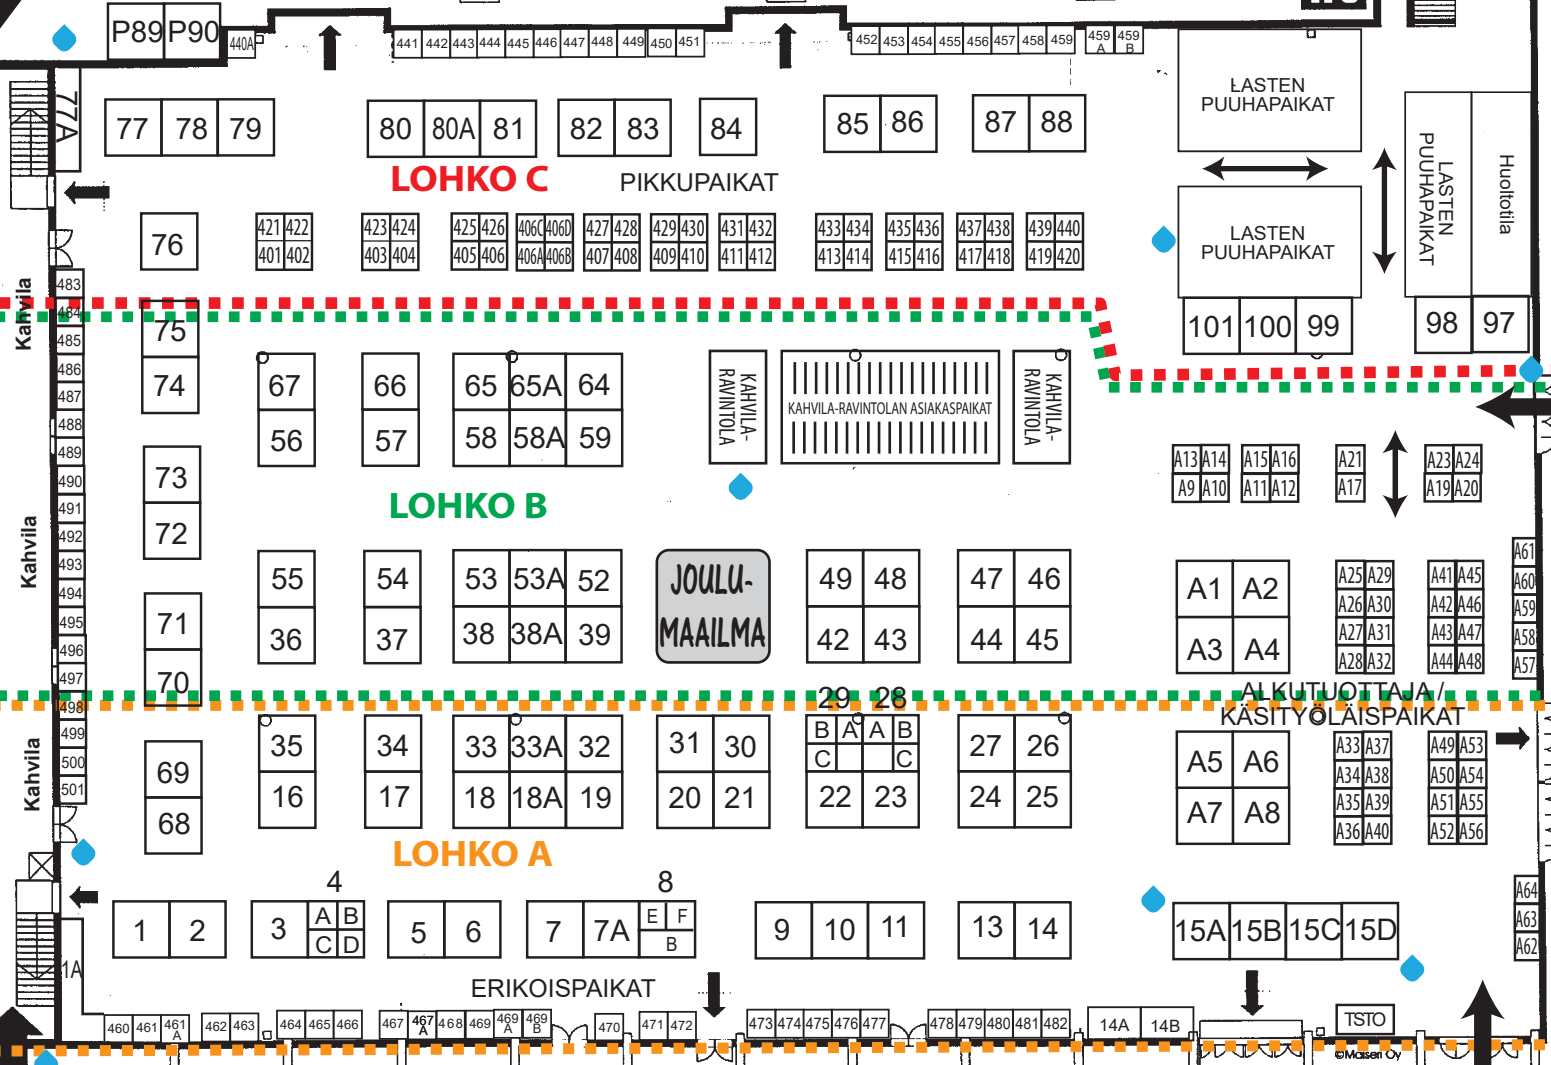 P89 P90
440A
441 442 443 444 445 446 447 448 449 450 451
452 453 454 455 456 457 458 459
459 A
459 B
77A
77 78 79
80 80A 81
82 83
84
85 86
87 88
LASTEN
PUUHAPAIKAT
LASTEN
PUUHAPAIKAT
Huoltotila
LOHKO C
PIKKUPAIKAT
76
421 422
401 402
423 424
403 404
425 426
405 406
406C 406D
406A 406B
427 428
407 408
429 430
409 410
431 432
411 412
433 434
413 414
435 436
415 416
437 438
417 418
439 440
419 420
LASTEN
PUUHAPAIKAT
101 100 99
98 97
Kahvila
483
484
485
486
487
488
489
490
491
492
493
494
495
496
497
498
499
500
501
Kahvila
Kahvila
75
74
73
72
71
70
69
68
67
56
66
57
65 65A 64
58 58A 59
KAHVILA-
RAVINTOLA
KAHVILA-RAVINTOLAN ASIAKASPAIKAT
KAHVILA-
RAVINTOLA
LOHKO B
A13 A14
A9 A10
A15 A16
A11 A12
A21
A17
A23 A24
A19 A20
55
36
54
37
53 53A 52
38 38A 39
JOULU-
MAAILMA
49 48
42 43
47 46
44 45
A1 A2
A3 A4
A25 A29
A26 A30
A27 A31
A28 A32
A41 A45
A42 A46
A43 A47
A44 A48
A61
A60
A59
A58
A57
ALKUTUOTTAJA /
KÄSITYÖLÄISPAIKAT
35
16
34
17
33 33A 32
18 18A 19
31 30
20 21
29 28
B A A B
C C
22 23
27 26
24 25
A5 A6
A7 A8
A33 A37
A34 A38
A35 A39
A36 A40
A49 A53
A50 A54
A51 A55
A52 A56
LOHKO A
1 2
3
4
A B
C D
5 6
7 7A
8
E F
B
9 10 11
13 14
15A 15B 15C 15D
A64
A63
A62
1A
ERIKOISPAIKAT
460 461 461 A
462 463
464 465 466
467 467 A 468 469 469 A 469 B
470
471 472
473 474 475 476 477
478 479 480 481 482
14A 14B
TSTO
©Maiseri Oy